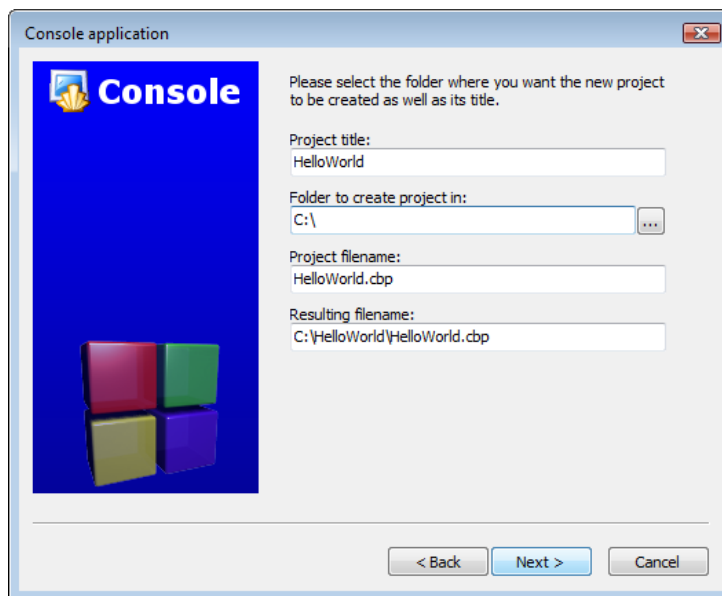 Console application
Console
Please select the folder where you want the new project
to be created as well as its title.
Project title:
HelloWorld
Folder to create project in:
C:\
...
Project filename:
HelloWorld.cbp
Resulting filename:
C:\HelloWorld\HelloWorld.cbp
< Back
Next >
Cancel